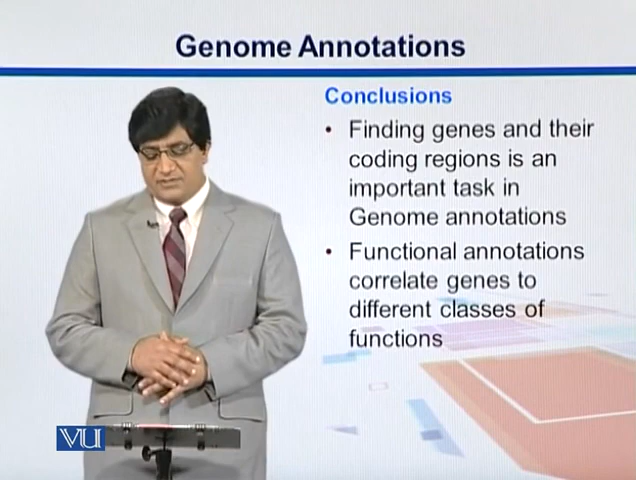 Genome Annotations
Conclusions
• Finding genes and their
coding regions is an
important task in
Genome annotations
• Functional annotations
correlate genes to
different classes of
functions
VU